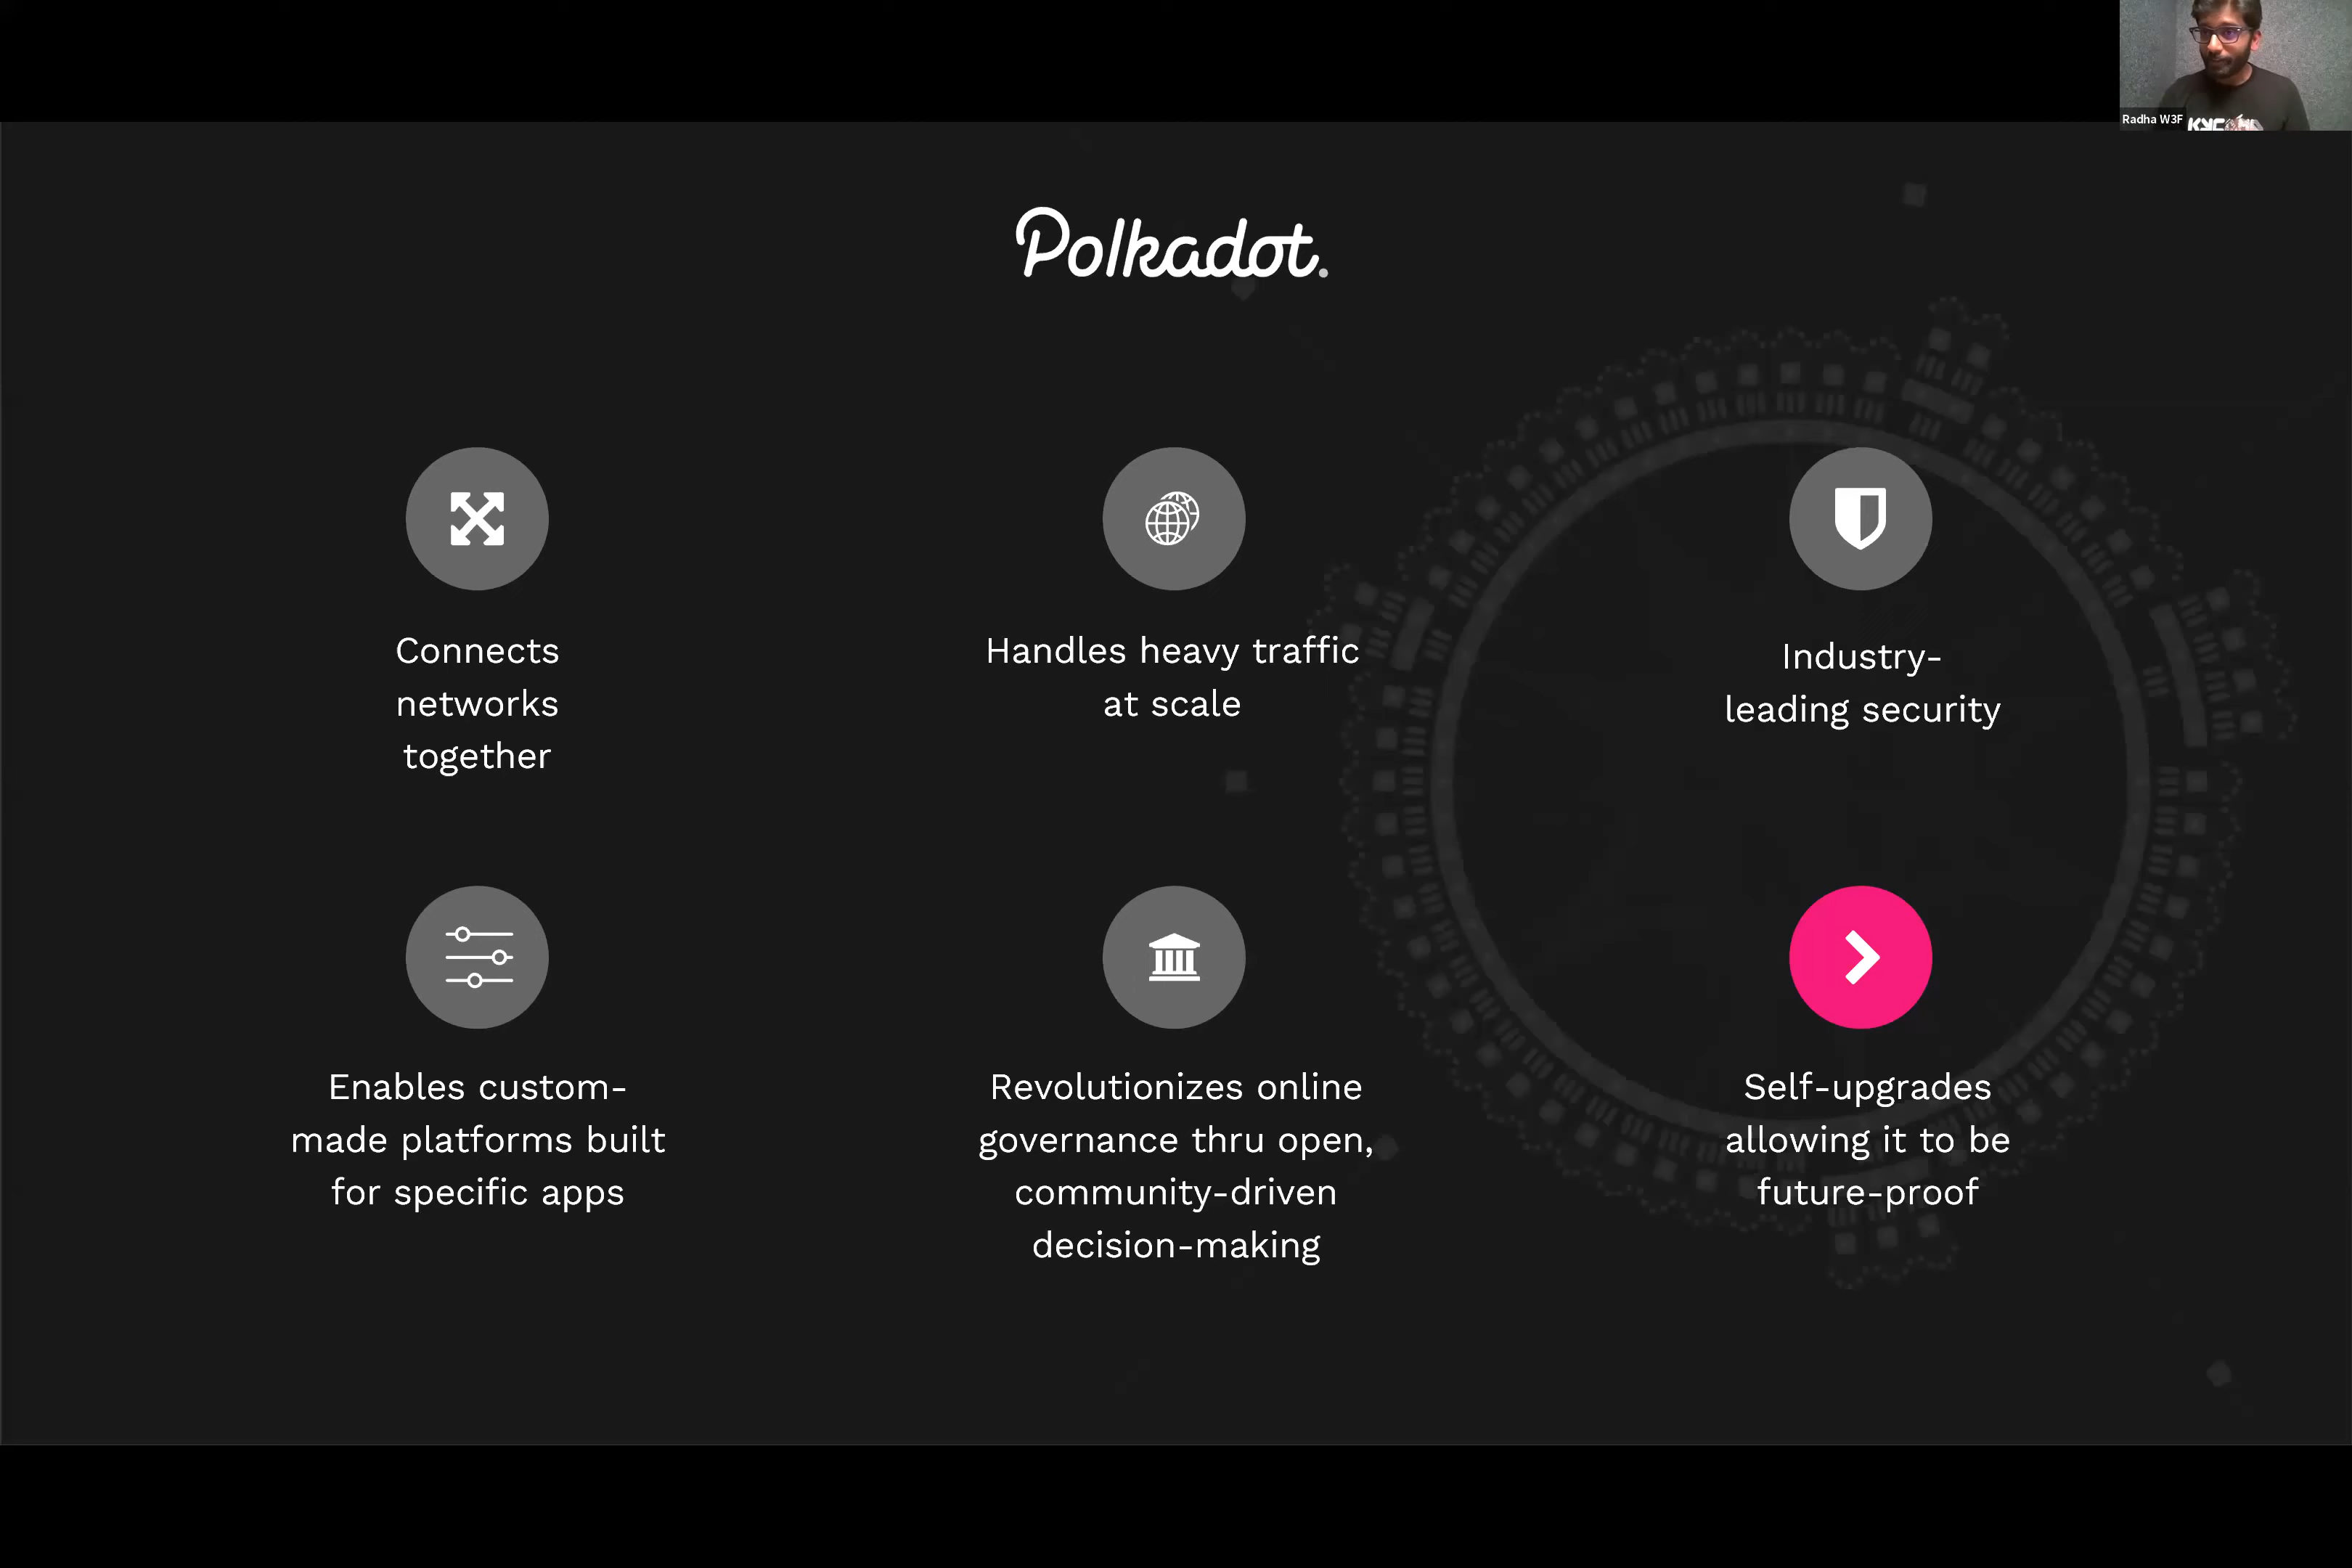 Radha W3F
Polkadot.
Connects
networks
together
Handles heavy traffic
at scale
Industry-
leading security
Enables custom-
made platforms built
for specific apps
Revolutionizes online
governance thru open,
community-driven
decision-making
Self-upgrades
allowing it to be
future-proof